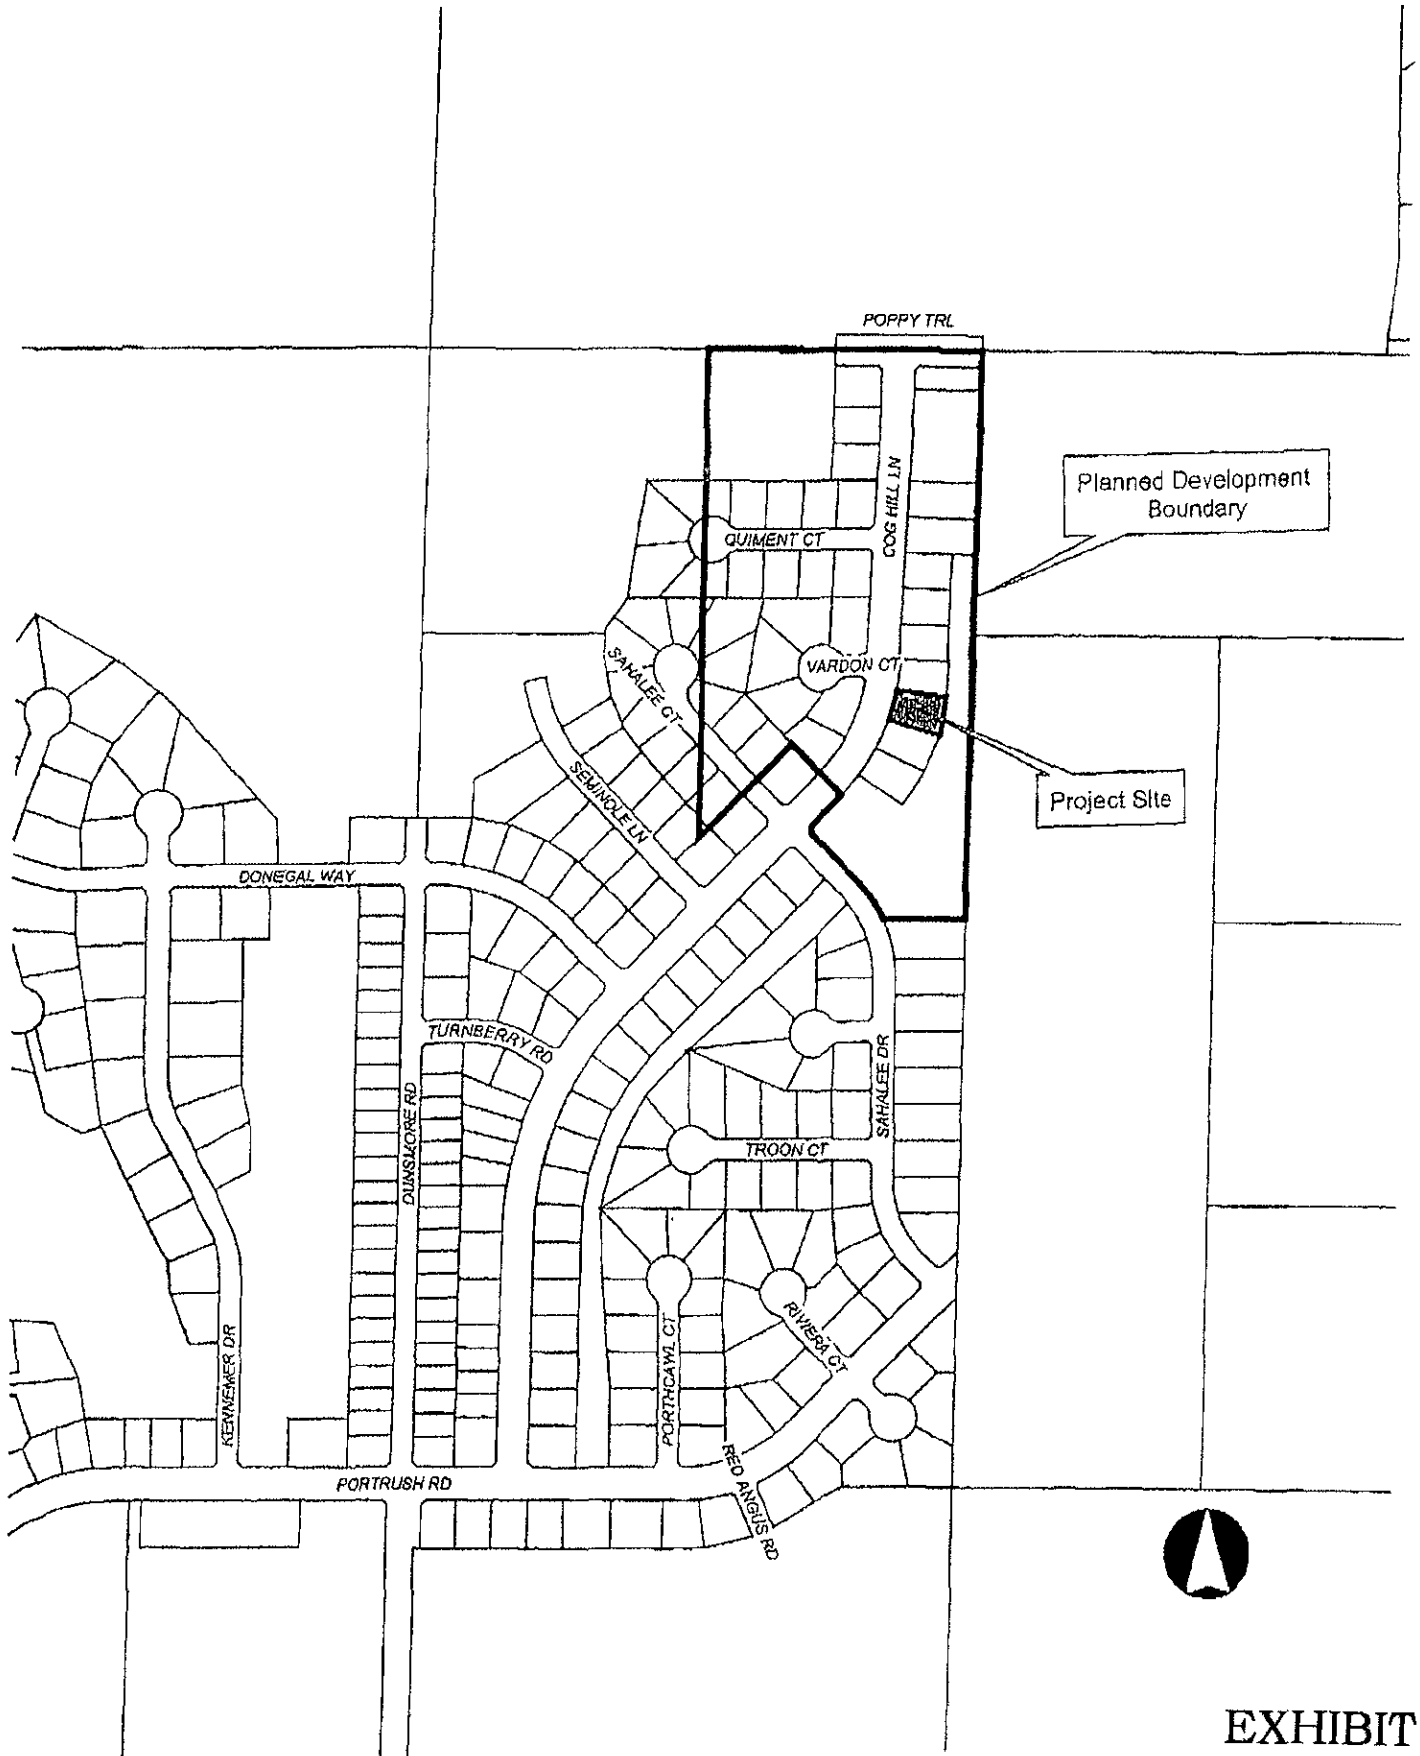 POPPY TRL
Planned Development
Boundary
COG HILL LN
QUIMENT CT
SAHALEE CT
VARDON CT
SEMINOLE LN
Project Site
DONEGAL WAY
TURNBERRY RD
DUNSMORE RD
SAHALEE DR
TROON CT
RIVIERA CT
PORTHCAWL CT
KENNEMER DR
RED ANGUS RD
PORTRUSH RD
EXHIBIT